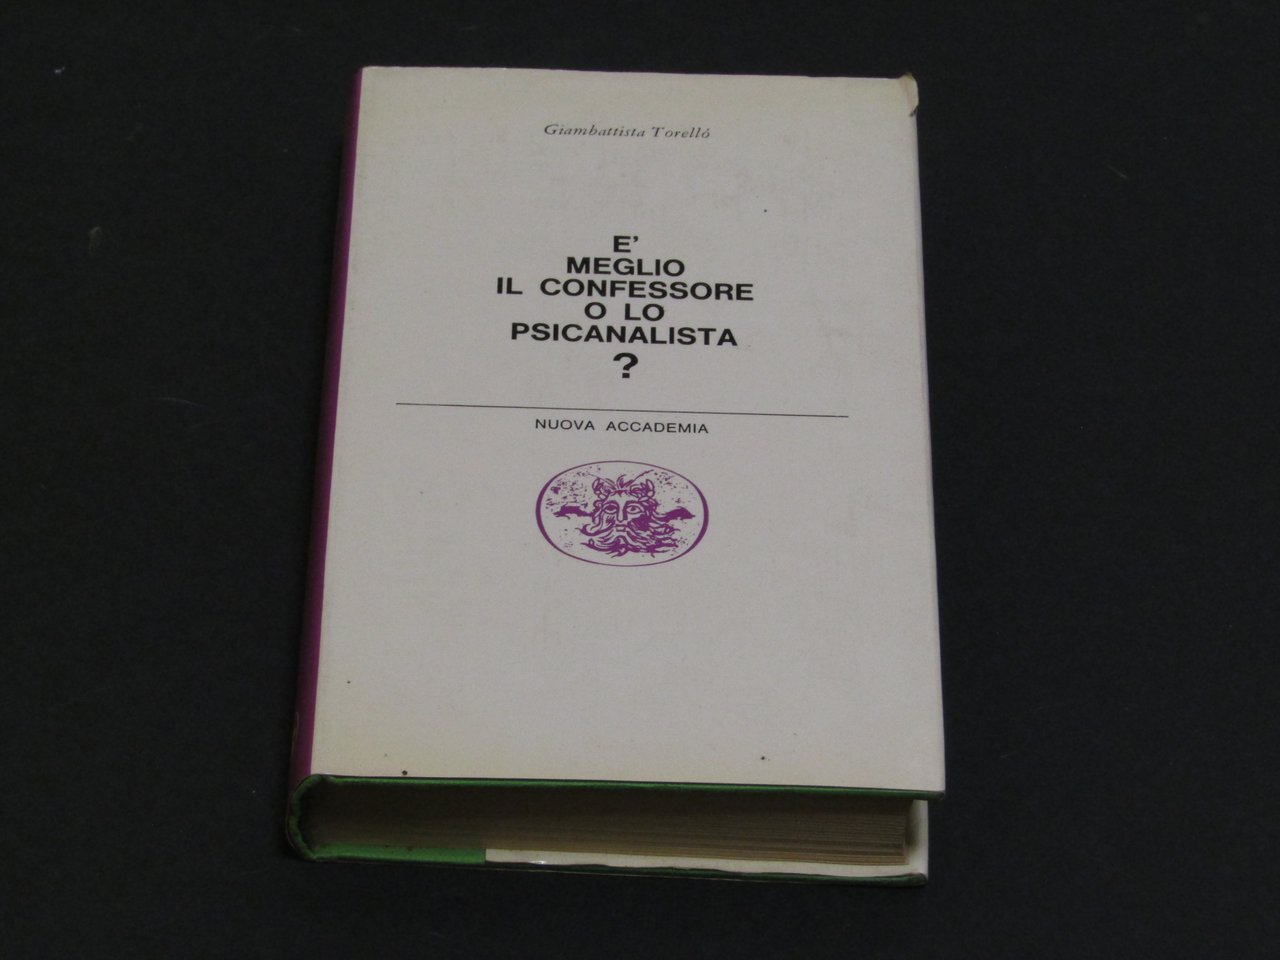 Giambattista Torelló
E'
MEGLIO
IL CONFESSORE
O LO
PSICANALISTA
?
NUOVA ACCADEMIA